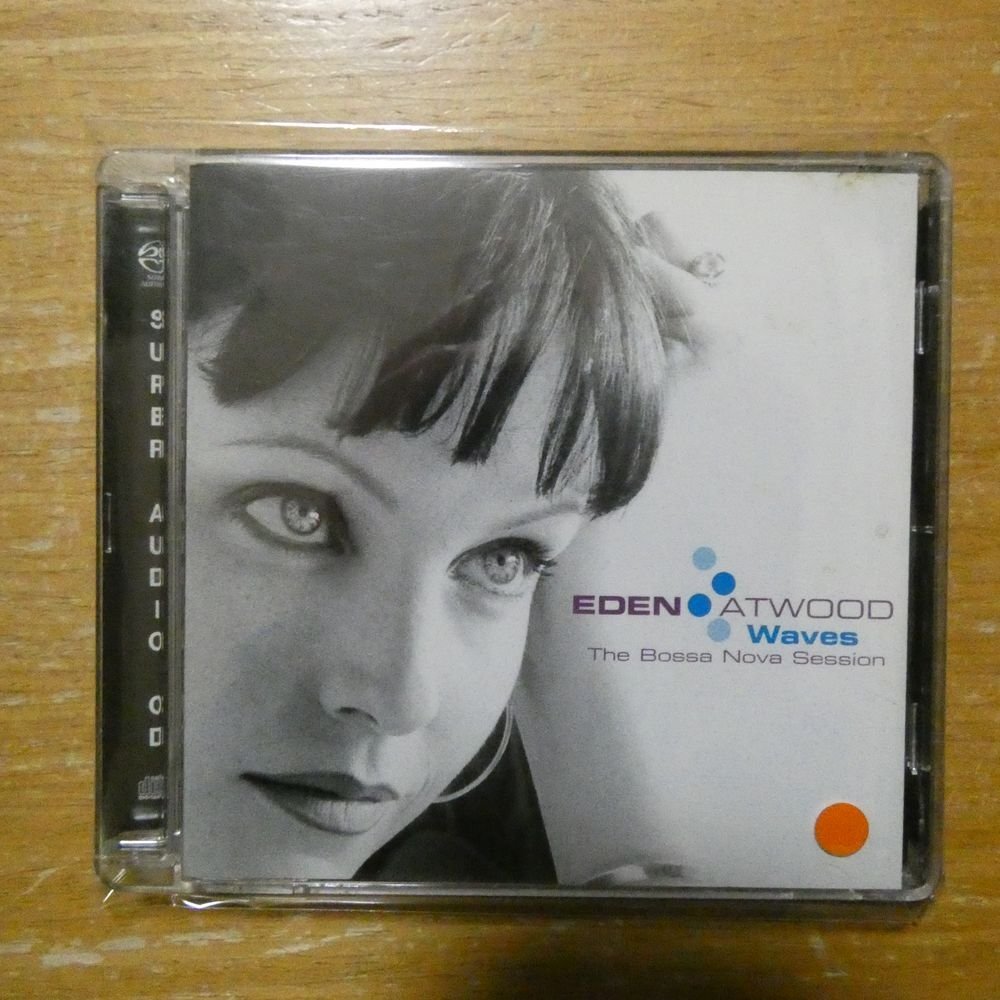 SUPER AUDIO CD
EDEN ATWOOD
Waves
The Bossa Nova Session